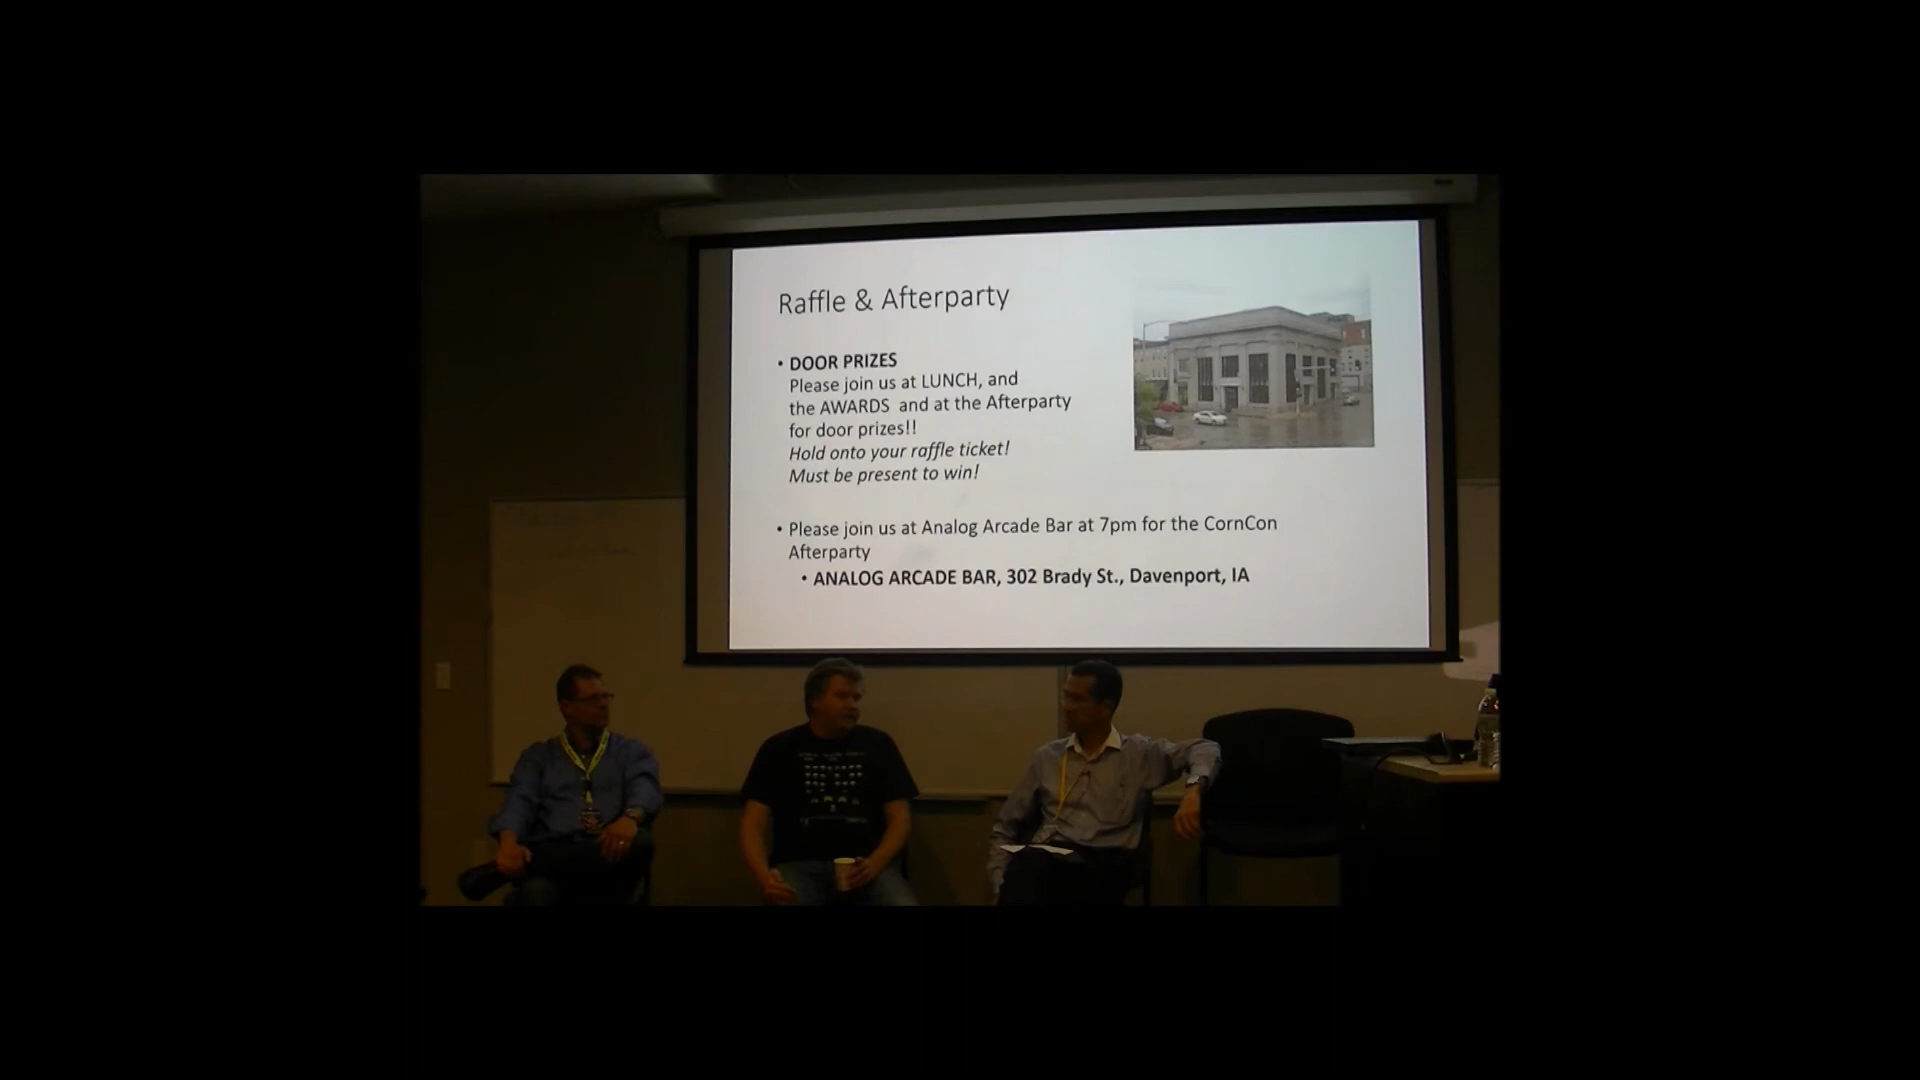 Raffle & Afterparty
• DOOR PRIZES
Please join us at LUNCH, and
the AWARDS and at the Afterparty
for door prizes!!
Hold onto your raffle ticket!
Must be present to win!
• Please join us at Analog Arcade Bar at 7pm for the CornCon
Afterparty
• ANALOG ARCADE BAR, 302 Brady St., Davenport, IA